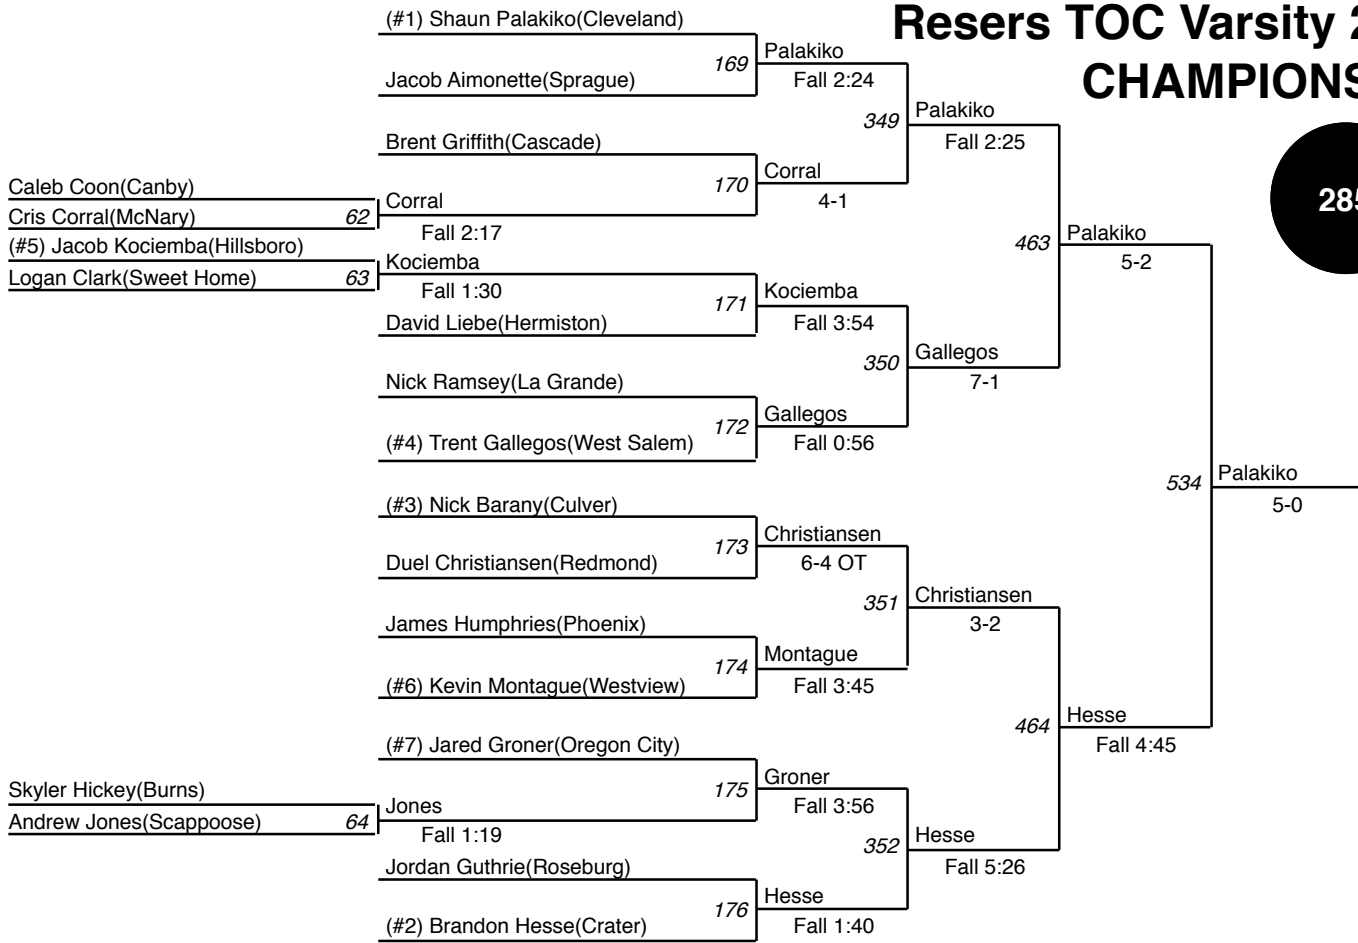 Resers TOC Varsity
CHAMPIONS
(#1) Shaun Palakiko(Cleveland)
169
Palakiko
Jacob Aimonette(Sprague)
Fall 2:24
349
Palakiko
Fall 2:25
Brent Griffith(Cascade)
170
Corral
4-1
Caleb Coon(Canby)
Cris Corral(McNary)
62
Corral
Fall 2:17
463
Palakiko
5-2
285
(#5) Jacob Kociemba(Hillsboro)
Logan Clark(Sweet Home)
63
Kociemba
Fall 1:30
171
Kociemba
Fall 3:54
David Liebe(Hermiston)
350
Gallegos
7-1
Nick Ramsey(La Grande)
172
Gallegos
Fall 0:56
(#4) Trent Gallegos(West Salem)
534
Palakiko
5-0
(#3) Nick Barany(Culver)
173
Christiansen
6-4 OT
Duel Christiansen(Redmond)
351
Christiansen
3-2
James Humphries(Phoenix)
174
Montague
Fall 3:45
(#6) Kevin Montague(Westview)
464
Hesse
Fall 4:45
(#7) Jared Groner(Oregon City)
175
Groner
Fall 3:56
Skyler Hickey(Burns)
Andrew Jones(Scappoose)
64
Jones
Fall 1:19
352
Hesse
Fall 5:26
Jordan Guthrie(Roseburg)
176
Hesse
Fall 1:40
(#2) Brandon Hesse(Crater)